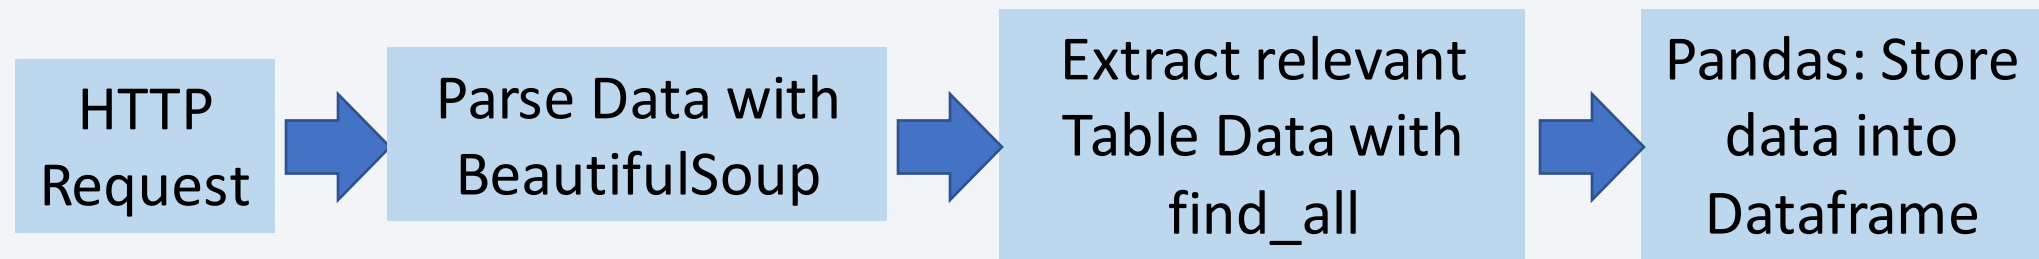 HTTP
Request
Parse Data with
BeautifulSoup
Extract relevant
Table Data with
find_all
Pandas: Store
data into
Dataframe